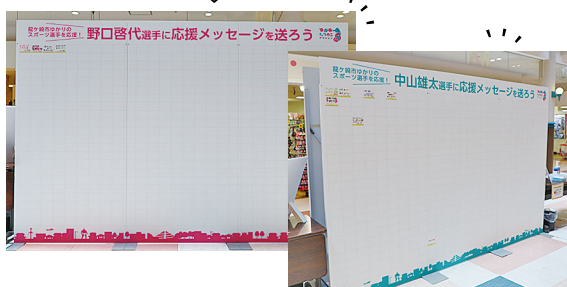 龍ケ崎市ゆかりの
スポーツ選手を応援！
野口啓代選手に応援メッセージを送ろう
龍ケ崎市ゆかりの
スポーツ選手を応援！
中山雄太選手に応援メッセージを送ろう